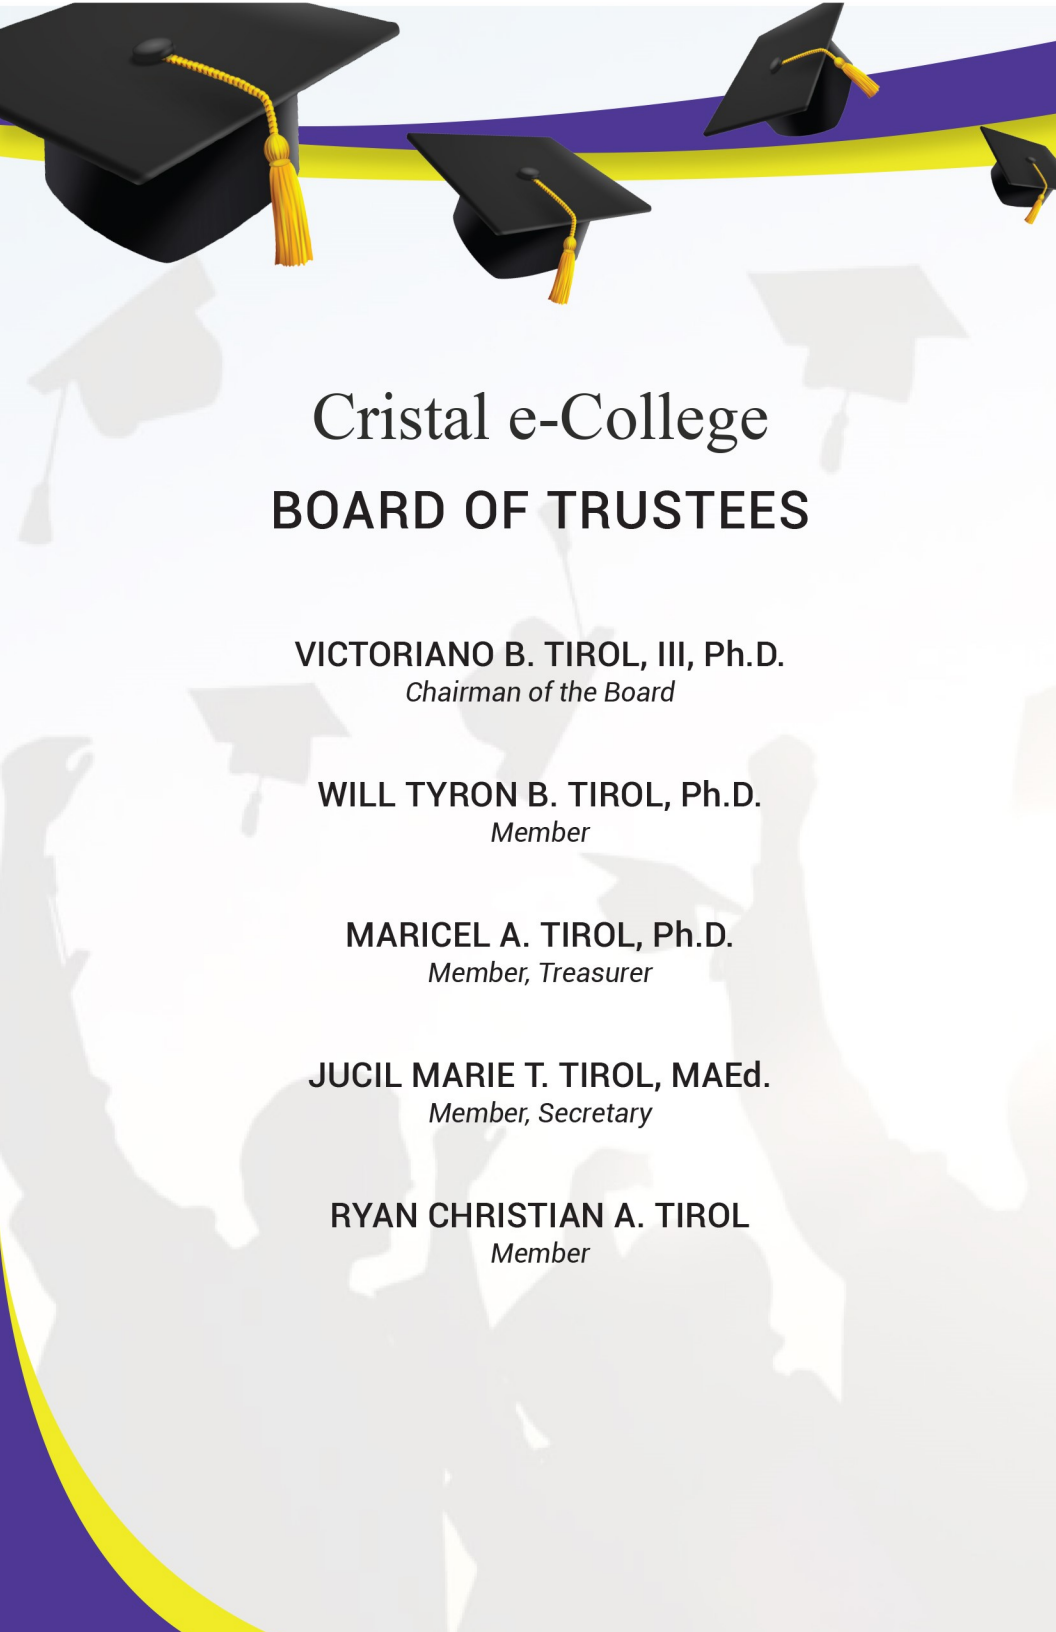 Cristal e-College
BOARD OF TRUSTEES
VICTORIANO B. TIROL, III, Ph.D.
Chairman of the Board
WILL TYRON B. TIROL, Ph.D.
Member
MARICEL A. TIROL, Ph.D.
Member, Treasurer
JUCIL MARIE T. TIROL, MAEd.
Member, Secretary
RYAN CHRISTIAN A. TIROL
Member